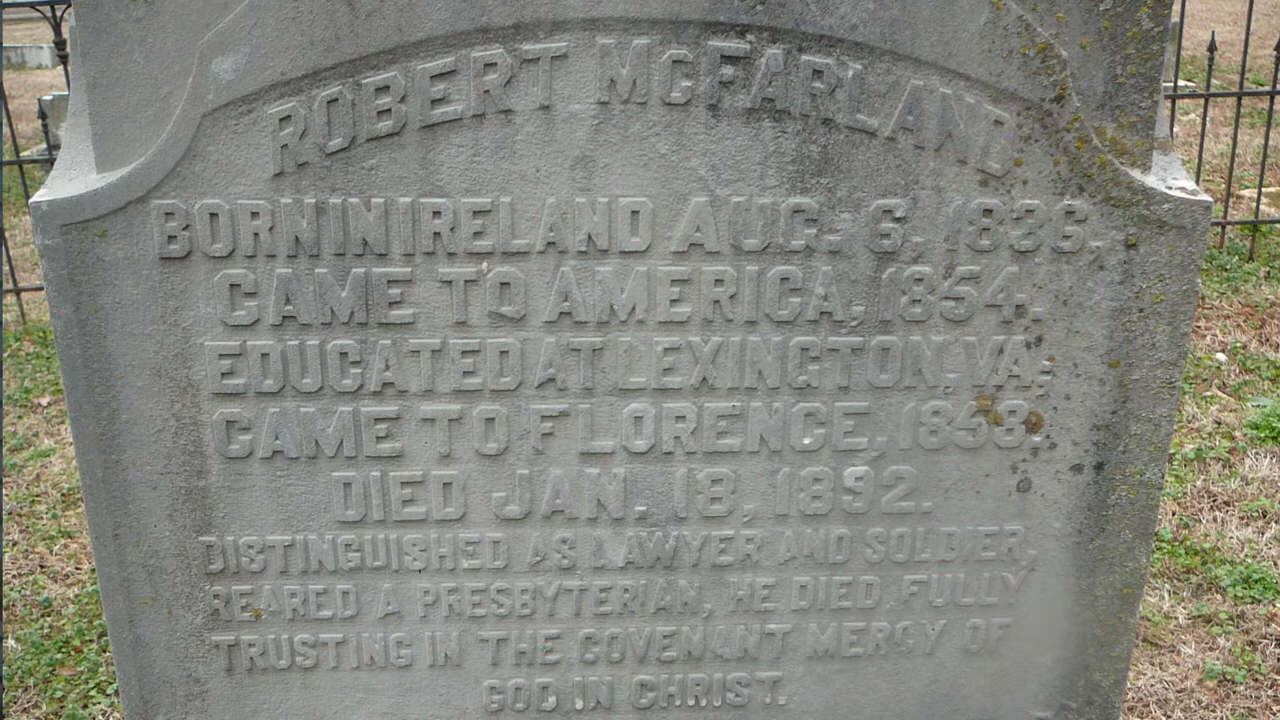 ROBERT McFARLAND
BORN IN IRELAND AUG. 6. 1836.
CAME TO AMERICA, 1854.
EDUCATED AT LEXINGTON, VA.
CAME TO FLORENCE, 1858.
DIED JAN. 18, 1892.
DISTINGUISHED AS LAWYER AND SOLDIER,
REARED A PRESBYTERIAN, HE DIED FULLY
TRUSTING IN THE COVENANT MERCY OF
GOD IN CHRIST.